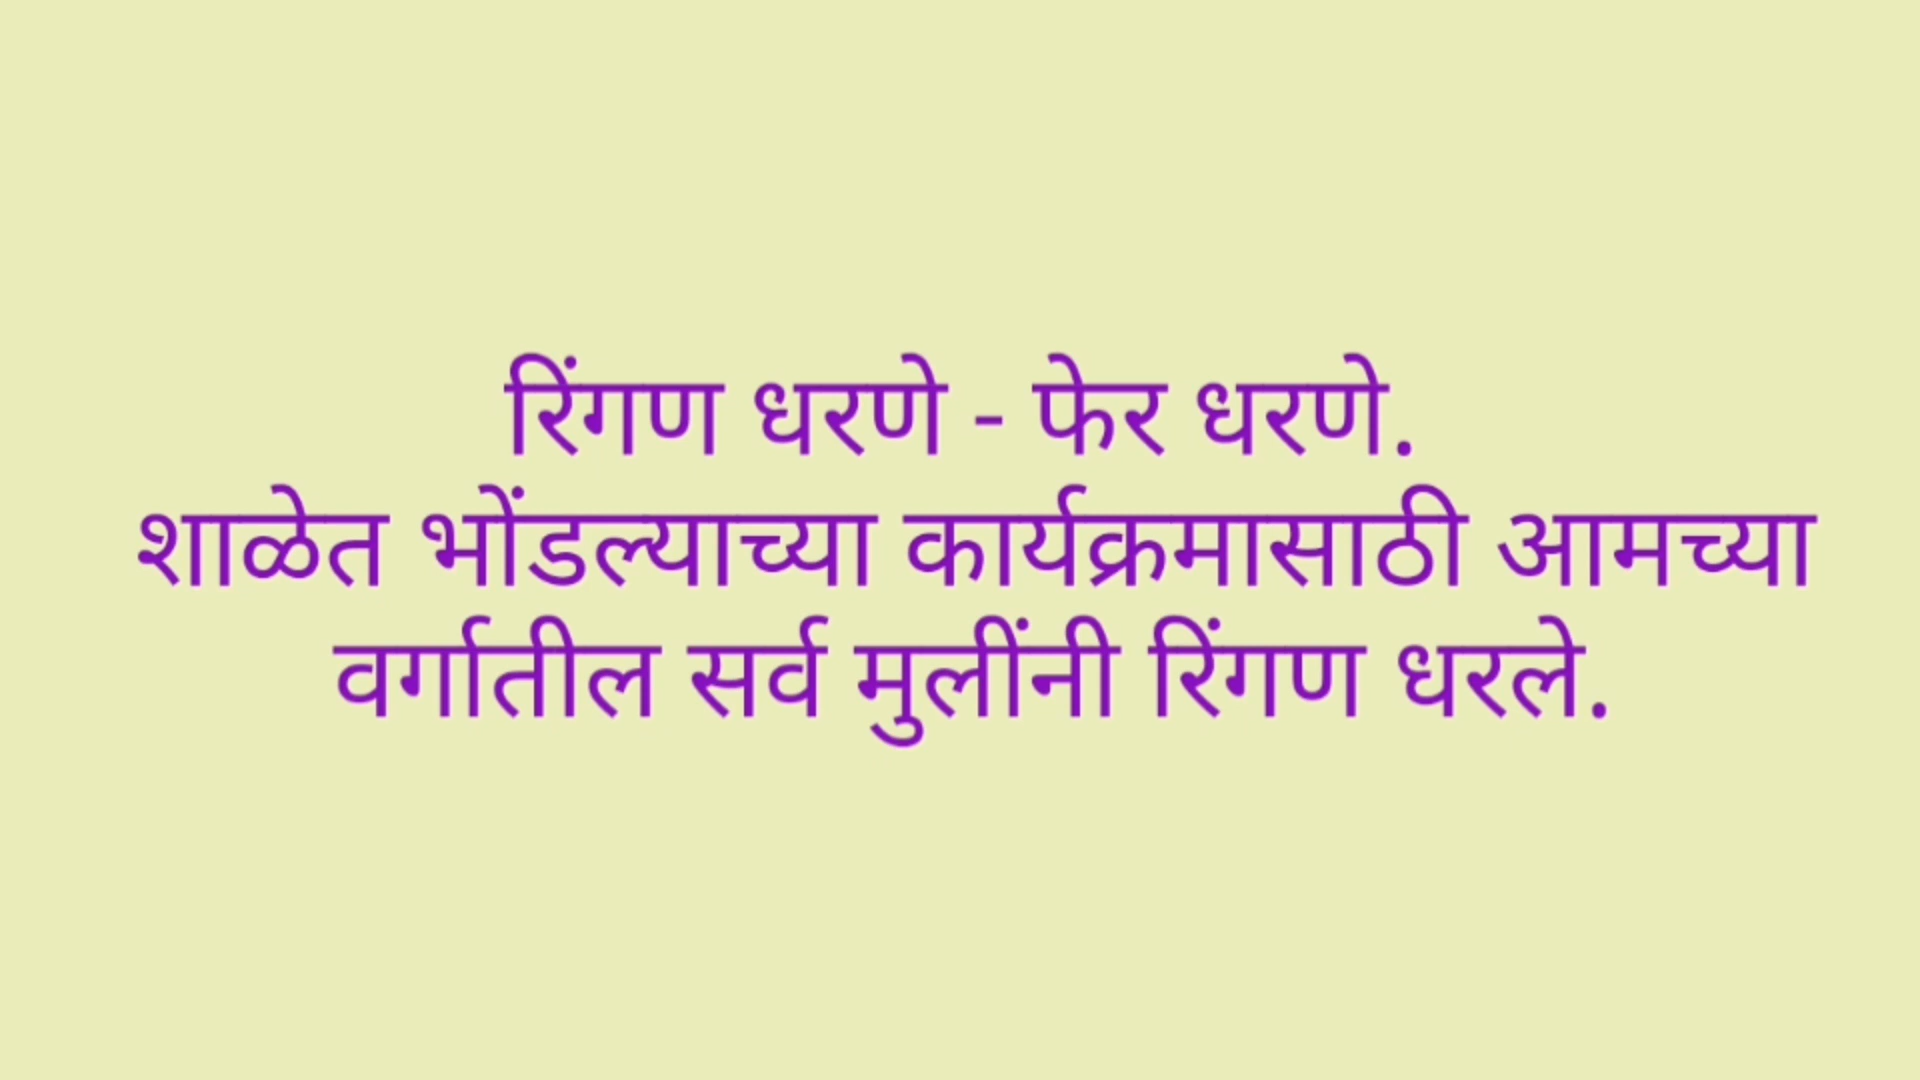 रिंगण धरणे - फेर धरणे.
शाळेत भोंडल्याच्या कार्यक्रमासाठी आमच्या
वर्गातील सर्व मुलींनी रिंगण धरले.